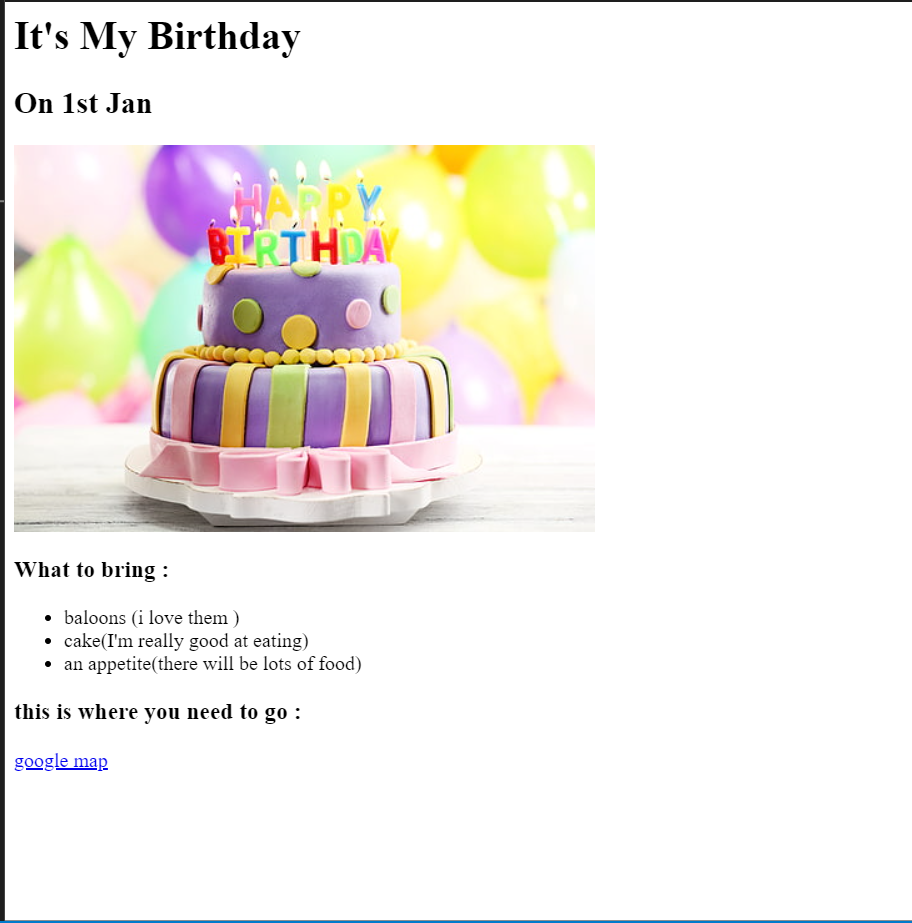 It's My Birthday
On 1st Jan
HAPPY
BIRTHDAY
What to bring :
baloons (i love them )
cake(I'm really good at eating)
an appetite(there will be lots of food)
this is where you need to go :
google map